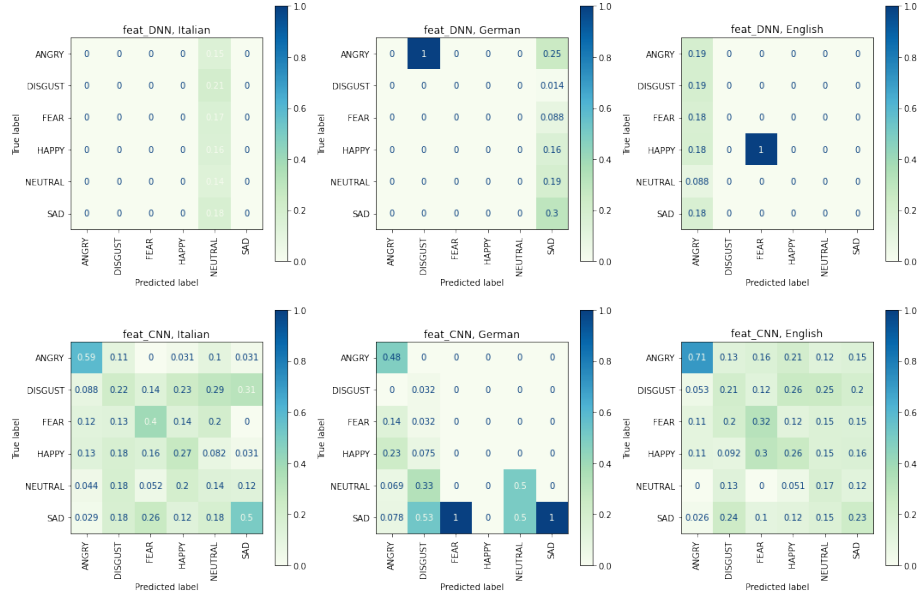 feat_DNN, Italian
True label
ANGRY 0 0 0 0 0.15 0
DISGUST 0 0 0 0 0.21 0
FEAR 0 0 0 0 0.17 0
HAPPY 0 0 0 0 0.16 0
NEUTRAL 0 0 0 0 0.14 0
SAD 0 0 0 0 0.18 0
ANGRY DISGUST FEAR HAPPY NEUTRAL SAD
Predicted label
1.0
0.8
0.6
0.4
0.2
0.0
feat_DNN, German
True label
ANGRY 0 1 0 0 0 0.25
DISGUST 0 0 0 0 0 0.014
FEAR 0 0 0 0 0 0.088
HAPPY 0 0 0 0 0 0.16
NEUTRAL 0 0 0 0 0 0.19
SAD 0 0 0 0 0 0.3
ANGRY DISGUST FEAR HAPPY NEUTRAL SAD
Predicted label
1.0
0.8
0.6
0.4
0.2
0.0
feat_DNN, English
True label
ANGRY 0.19 0 0 0 0 0
DISGUST 0.19 0 0 0 0 0
FEAR 0.18 0 0 0 0 0
HAPPY 0.18 0 1 0 0 0
NEUTRAL 0.088 0 0 0 0 0
SAD 0.18 0 0 0 0 0
ANGRY DISGUST FEAR HAPPY NEUTRAL SAD
Predicted label
1.0
0.8
0.6
0.4
0.2
0.0
feat_CNN, Italian
True label
ANGRY 0.59 0.11 0 0.031 0.1 0.031
DISGUST 0.088 0.22 0.14 0.23 0.29 0.31
FEAR 0.12 0.13 0.4 0.14 0.2 0
HAPPY 0.13 0.18 0.16 0.27 0.082 0.031
NEUTRAL 0.044 0.18 0.052 0.2 0.14 0.12
SAD 0.029 0.18 0.26 0.12 0.18 0.5
ANGRY DISGUST FEAR HAPPY NEUTRAL SAD
Predicted label
1.0
0.8
0.6
0.4
0.2
0.0
feat_CNN, German
True label
ANGRY 0.48 0 0 0 0 0
DISGUST 0 0.032 0 0 0 0
FEAR 0.14 0.032 0 0 0 0
HAPPY 0.23 0.075 0 0 0 0
NEUTRAL 0.069 0.33 0 0 0.5 0
SAD 0.078 0.53 1 0 0.5 1
ANGRY DISGUST FEAR HAPPY NEUTRAL SAD
Predicted label
1.0
0.8
0.6
0.4
0.2
0.0
feat_CNN, English
True label
ANGRY 0.71 0.13 0.16 0.21 0.12 0.15
DISGUST 0.053 0.21 0.12 0.26 0.25 0.2
FEAR 0.11 0.2 0.32 0.12 0.15 0.15
HAPPY 0.11 0.092 0.3 0.26 0.15 0.16
NEUTRAL 0 0.13 0 0.051 0.17 0.12
SAD 0.026 0.24 0.1 0.12 0.15 0.23
ANGRY DISGUST FEAR HAPPY NEUTRAL SAD
Predicted label
1.0
0.8
0.6
0.4
0.2
0.0